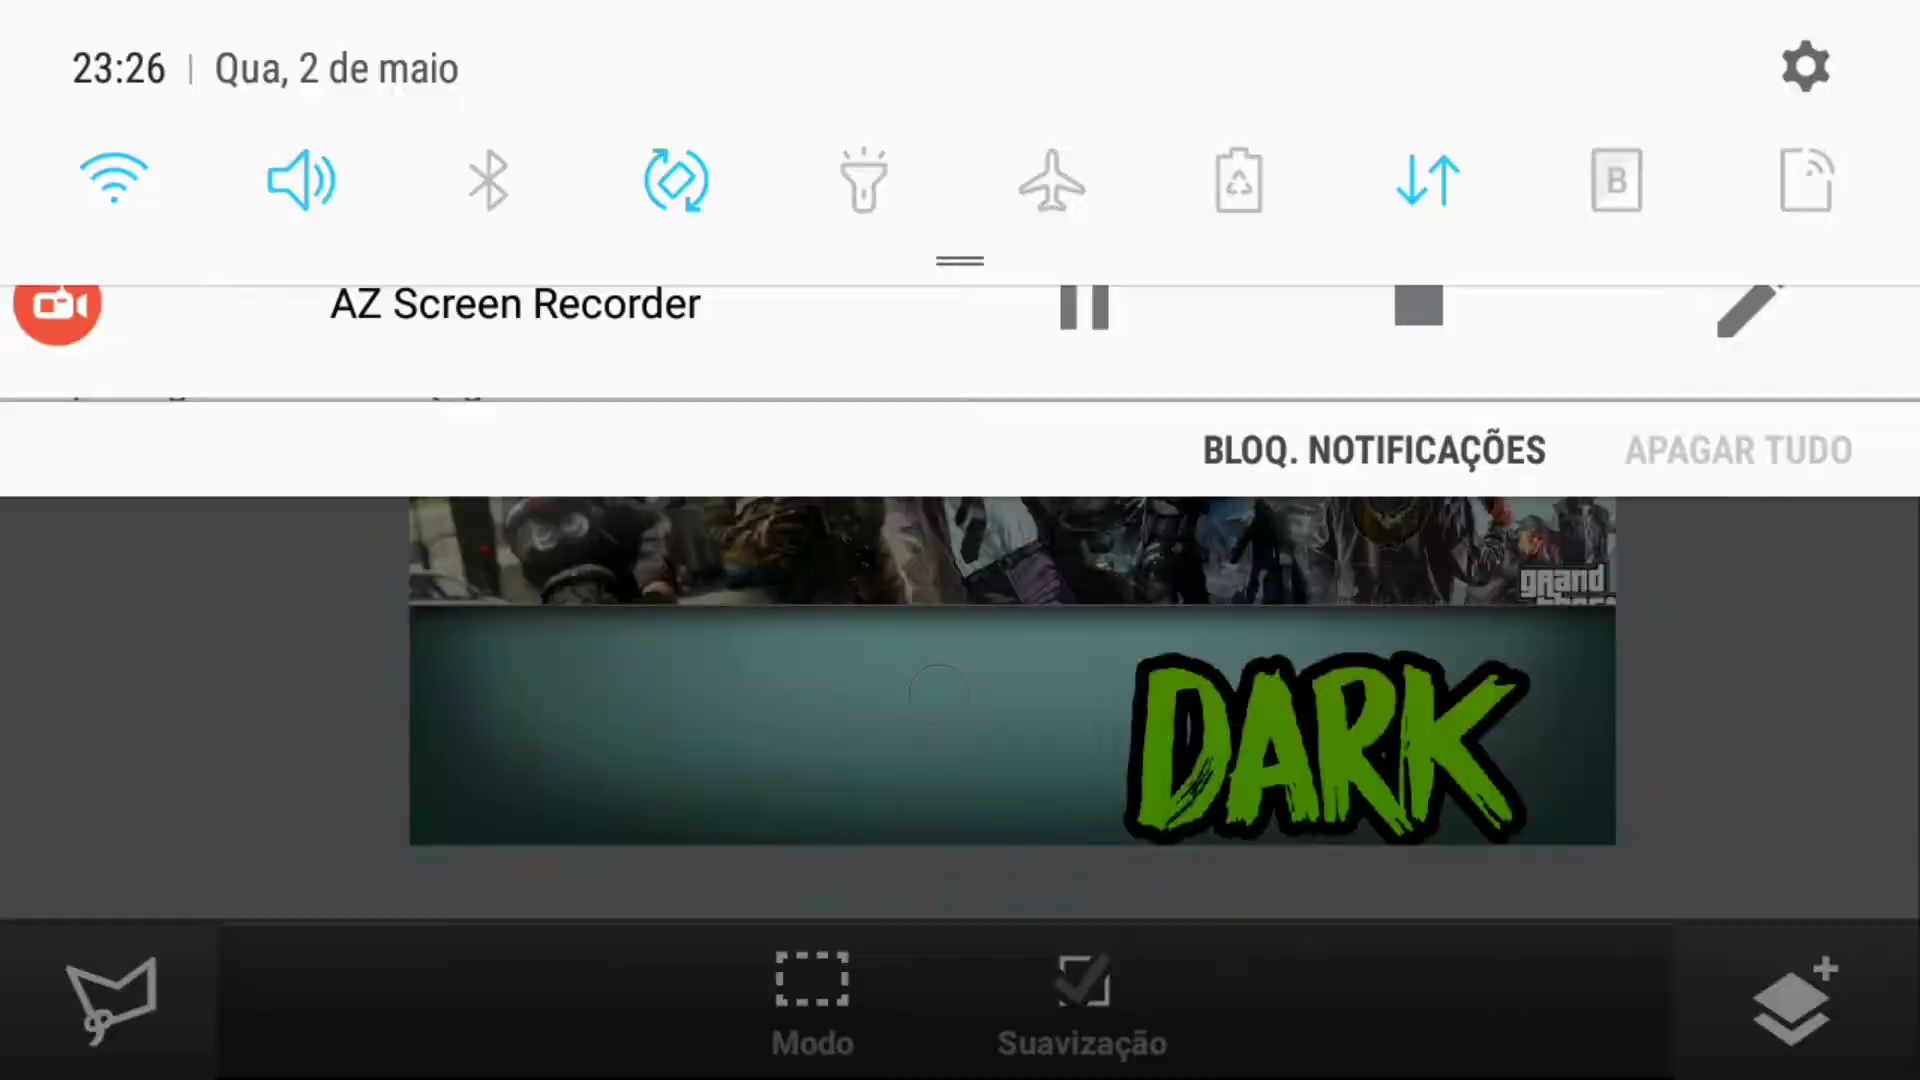 23:26 | Qua, 2 de maio
B
AZ Screen Recorder
BLOQ. NOTIFICAÇÕES
APAGAR TUDO
grand
DARK
Modo
Suavização